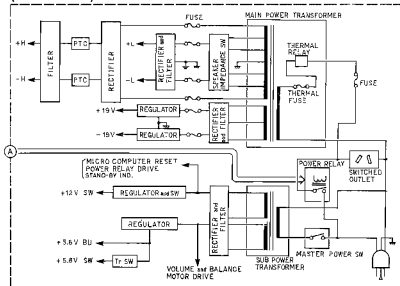 FUSE
MAIN POWER TRANSFORMER
+H
PTC
FILTER
RECTIFIER
+L
RECTIFIER and
FILTER
SPEAKER
IMPEDANCE SW
THERMAL
RELAY
FUSE
-H
PTC
-L
THERMAL
FUSE
+19V
REGULATOR
RECTIFIER
and FILTER
-19V
REGULATOR
A
MICRO COMPUTER RESET
POWER RELAY DRIVE
STAND-BY IND.
POWER RELAY
SWITCHED
OUTLET
+12V SW
REGULATOR and SW
RECTIFIER and
FILTER
REGULATOR
+5.6V BU
+5.8V SW
Tr SW
VOLUME and BALANCE
MOTOR DRIVE
SUB POWER
TRANSFORMER
MASTER POWER SW